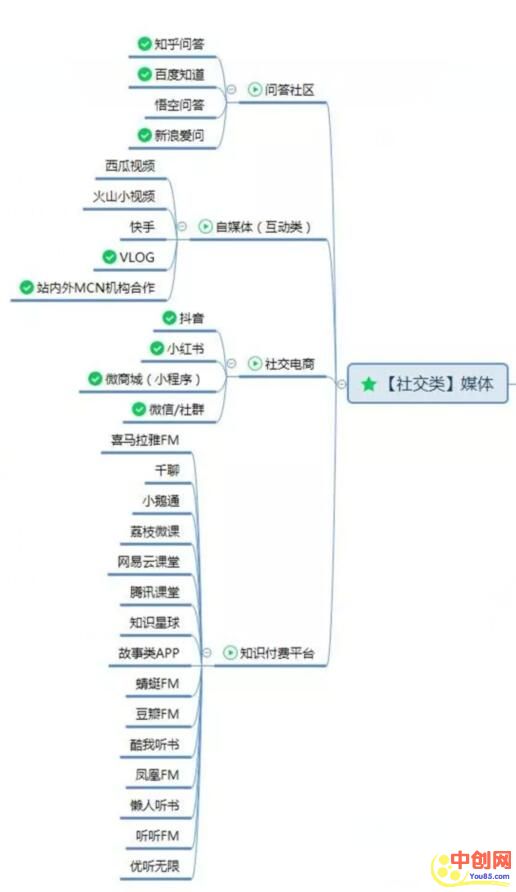 知乎问答
百度知道
悟空问答
新浪爱问
问答社区
西瓜视频
火山小视频
快手
VLOG
站内外MCN机构合作
自媒体（互动类）
抖音
小红书
微商城（小程序）
微信/社群
社交电商
【社交类】媒体
喜马拉雅FM
千聊
小鹅通
荔枝微课
网易云课堂
腾讯课堂
知识星球
故事类APP
蜻蜓FM
豆瓣FM
酷我听书
凤凰FM
懒人听书
听听FM
优听无限
知识付费平台
中创网
You85.com